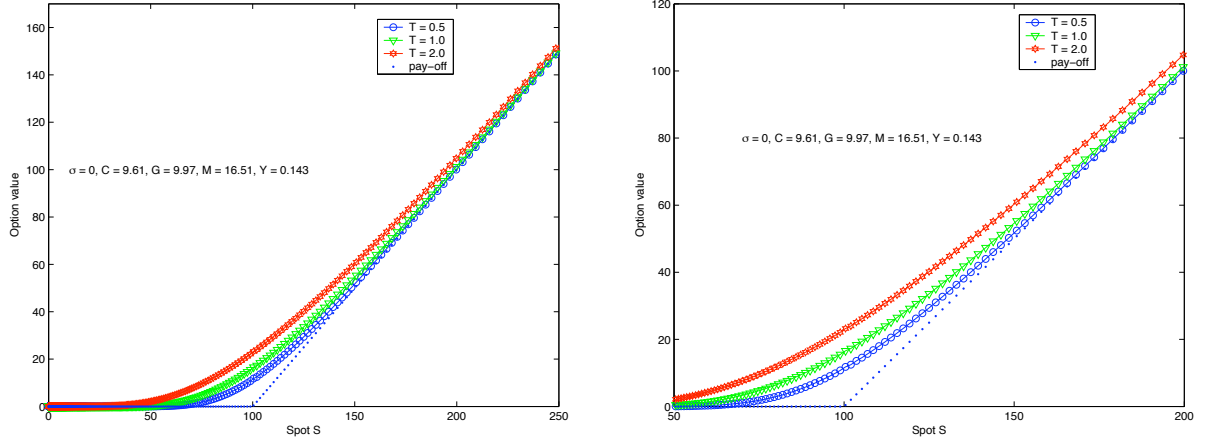 160
140
120
100
80
60
40
20
0
Option value
T = 0.5
T = 1.0
T = 2.0
pay-off
σ = 0, C = 9.61, G = 9.97, M = 16.51, Y = 0.143
0
50
100
150
200
250
Spot S
120
100
80
60
40
20
0
Option value
T = 0.5
T = 1.0
T = 2.0
pay-off
σ = 0, C = 9.61, G = 9.97, M = 16.51, Y = 0.143
50
100
150
200
Spot S